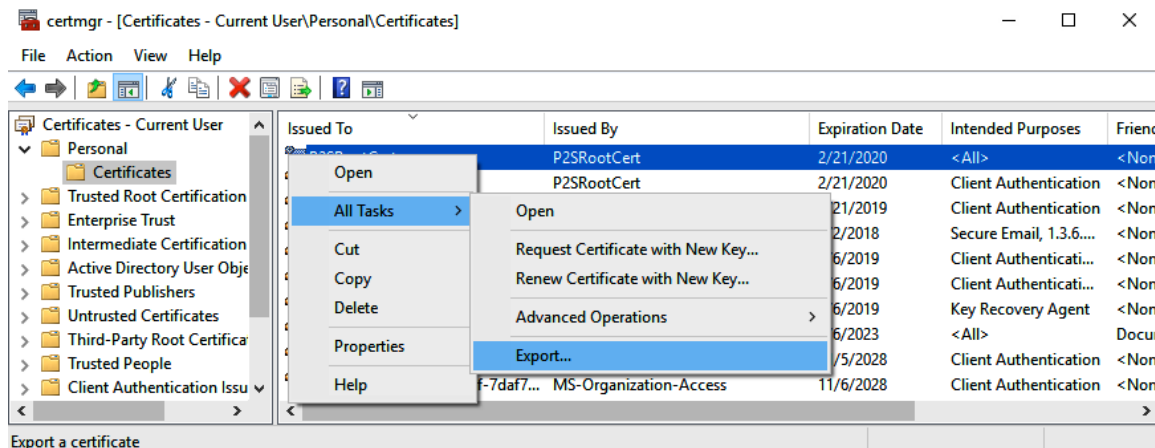 certmgr - [Certificates - Current User\Personal\Certificates]
File Action View Help
Certificates - Current User
Personal
Certificates
Trusted Root Certification
Enterprise Trust
Intermediate Certification
Active Directory User Obje
Trusted Publishers
Untrusted Certificates
Third-Party Root Certifica
Trusted People
Client Authentication Issu
Issued To Issued By Expiration Date Intended Purposes Frienc
P2SRootCert 2/21/2020 <All> <Non
P2SRootCert 2/21/2020 Client Authentication <Non
21/2019 Client Authentication <Non
2/2018 Secure Email, 1.3.6.... <Non
6/2019 Client Authenticati... <Non
6/2019 Client Authenticati... <Non
6/2019 Key Recovery Agent <Non
6/2023 <All> Docu
/5/2028 Client Authentication <Non
f-7daf7... MS-Organization-Access 11/6/2028 Client Authentication <Non
Open
All Tasks >
Cut
Copy
Delete
Properties
Help
Open
Request Certificate with New Key...
Renew Certificate with New Key...
Advanced Operations >
Export...
Export a certificate